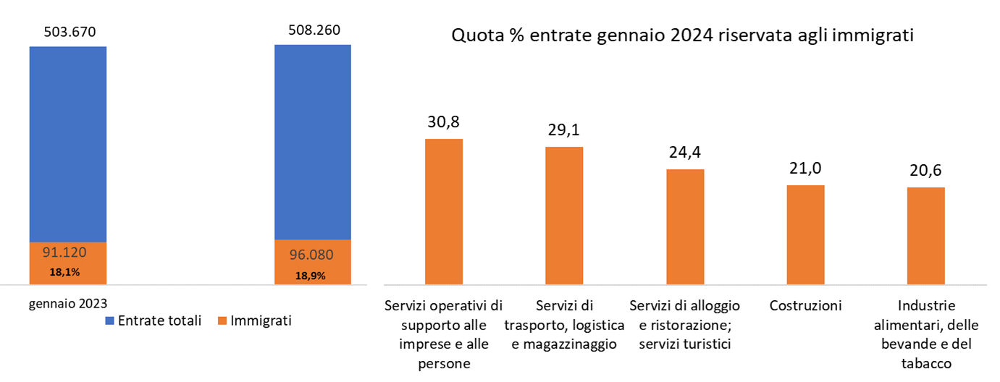 503.670
508.260
91.120
18,1%
96.080
18,9%
gennaio 2023
Entrate totali
Immigrati
Quota % entrate gennaio 2024 riservata agli immigrati
30,8
29,1
24,4
21,0
20,6
Servizi operativi di
supporto alle
imprese e alle
persone
Servizi di
trasporto, logistica
e magazzinaggio
Servizi di alloggio
e ristorazione;
servizi turistici
Costruzioni
Industrie
alimentari, delle
bevande e del
tabacco